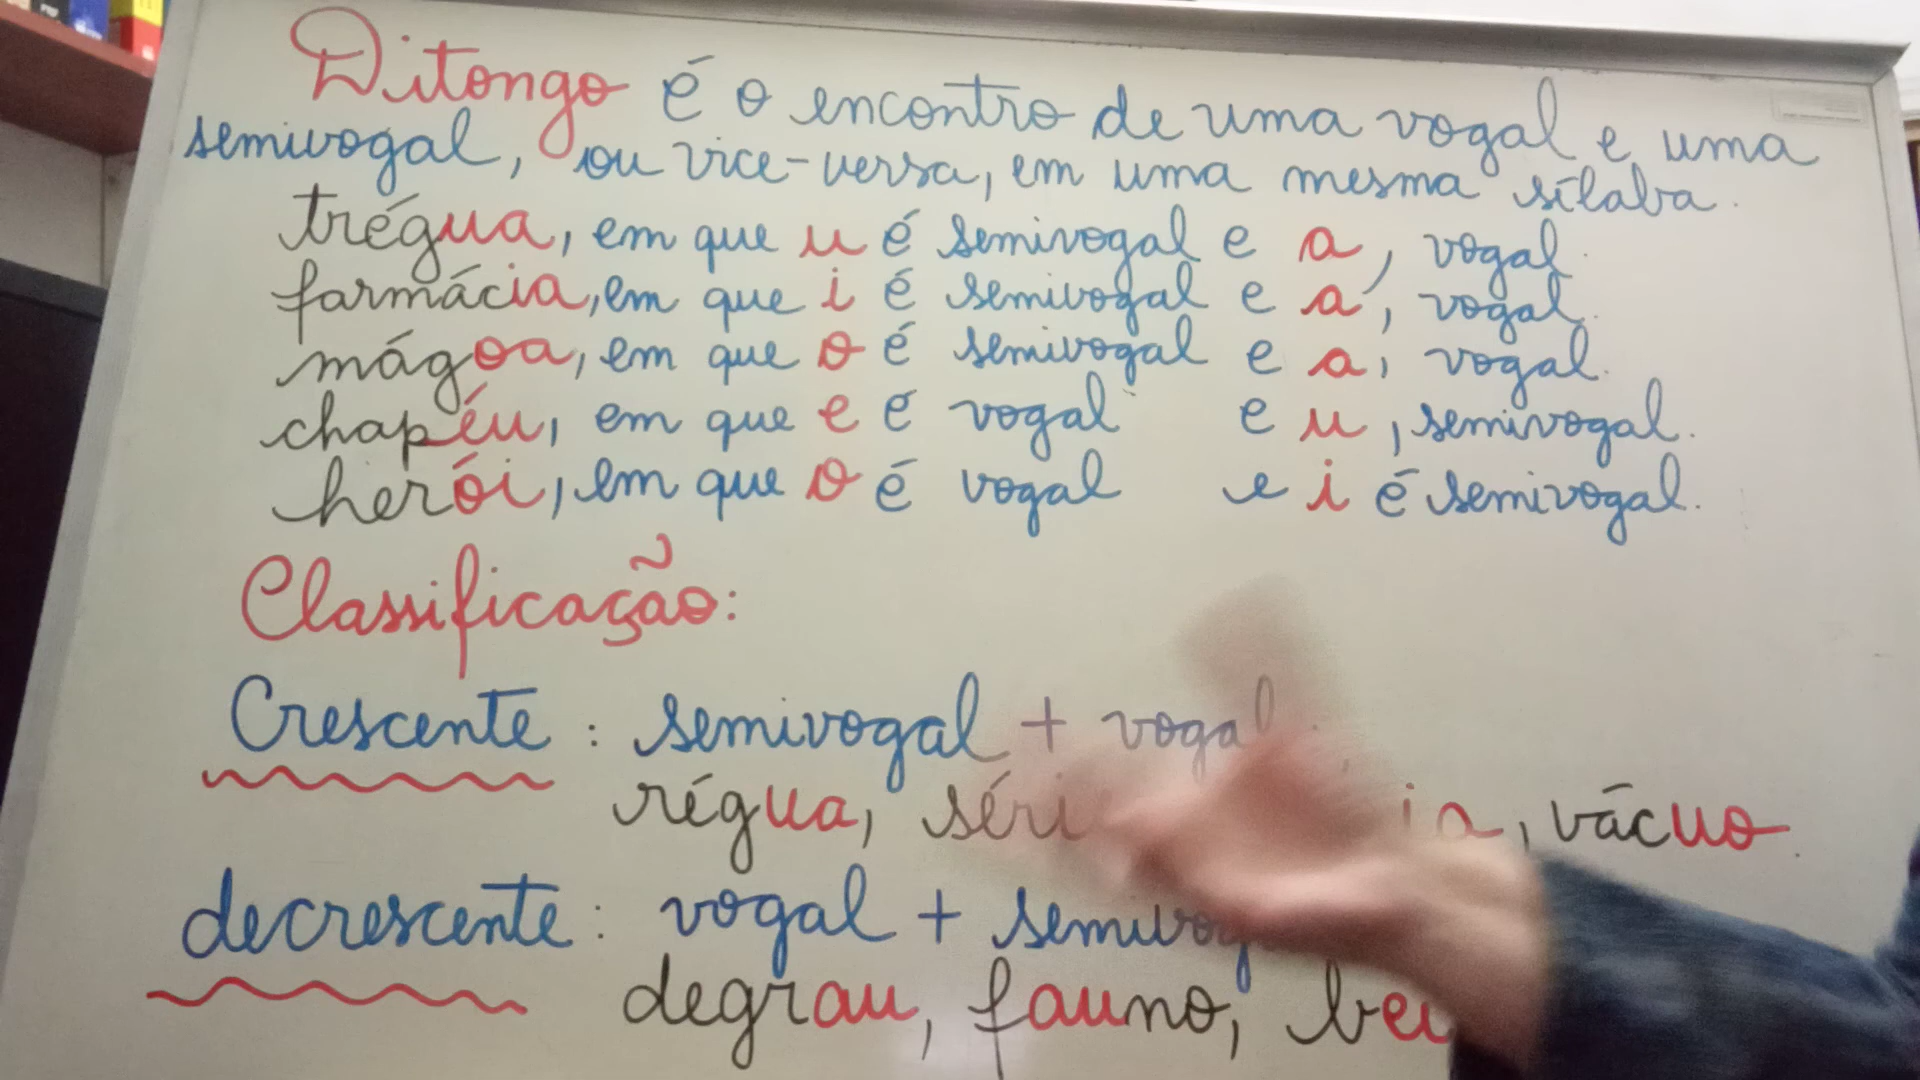 Ditongo é o encontro de uma vogal e uma
semivogal, ou vice-versa, em uma mesma sílaba.
trégua, em que u é semivogal e a, vogal.
farmácia, em que i é semivogal e a, vogal.
mágoa, em que o é semivogal e a, vogal.
chapéu, em que e é vogal e u, semivogal.
herói, em que o é vogal e i é semivogal.
Classificação:
Crescente: semivogal + vogal
régua, vácuo.
decrescente: vogal +
degrau, fauno,